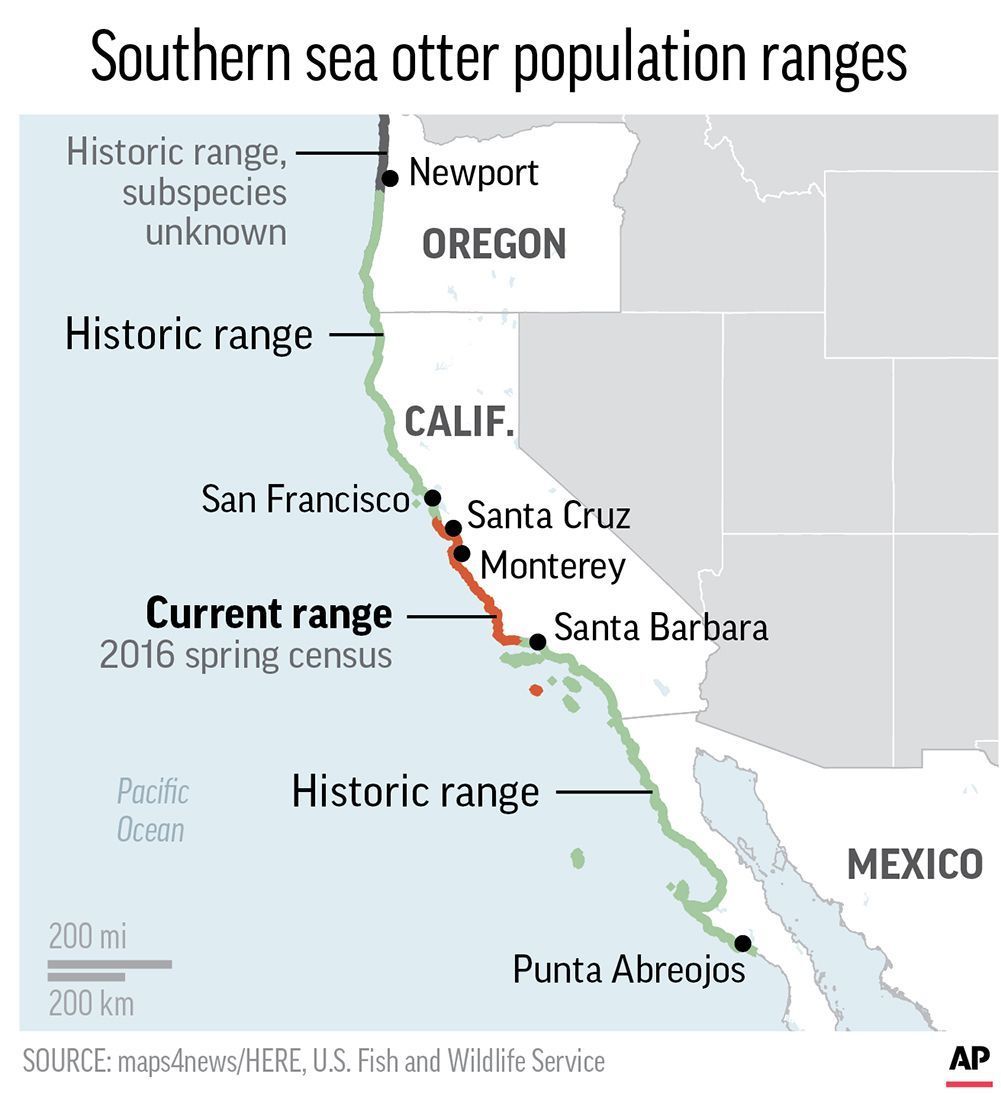 Southern sea otter population ranges
Historic range,
subspecies
unknown
Newport
OREGON
Historic range
CALIF.
San Francisco
Santa Cruz
Monterey
Current range
2016 spring census
Santa Barbara
Historic range
Pacific
Ocean
MEXICO
200 mi
200 km
Punta Abreojos
SOURCE: maps4news/HERE, U.S. Fish and Wildlife Service
AP